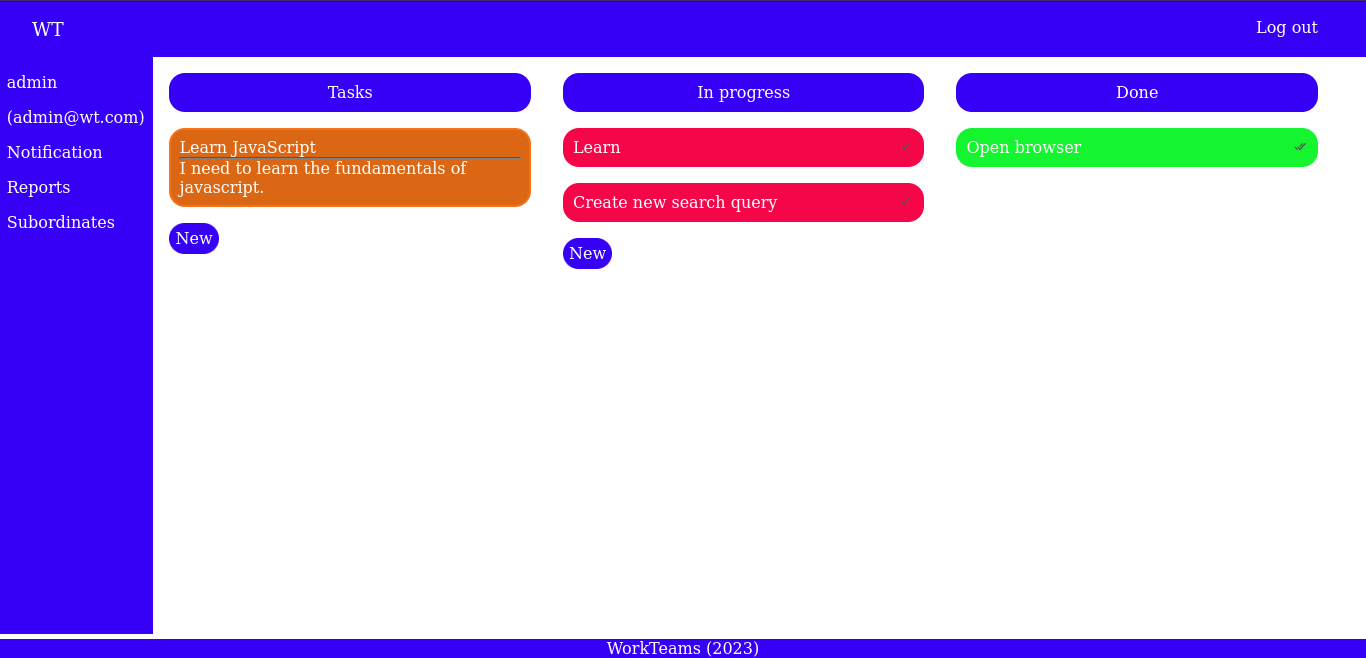 WT
Log out
admin
(admin@wt.com)
Notification
Reports
Subordinates
Tasks
Learn JavaScript
I need to learn the fundamentals of
javascript.
New
In progress
Learn
Create new search query
New
Done
Open browser
WorkTeams (2023)